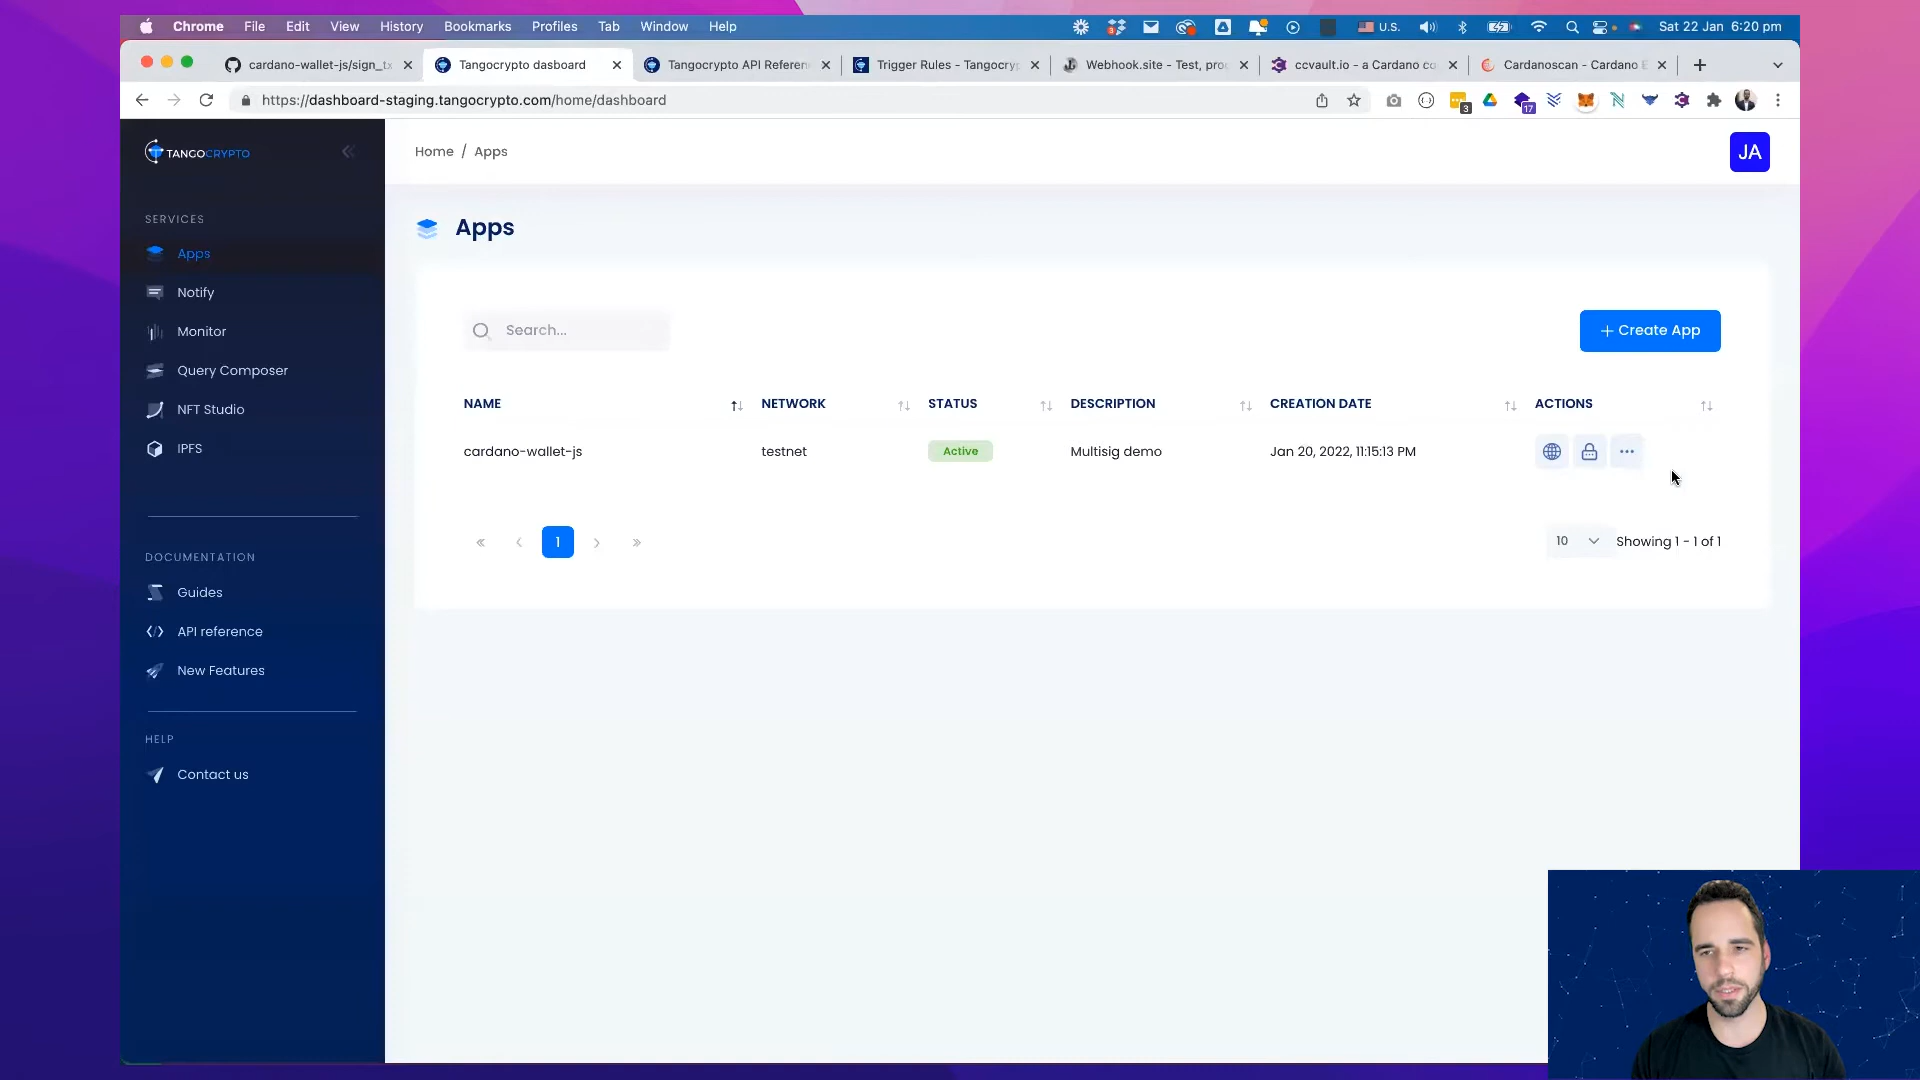 Chrome File Edit View History Bookmarks Profiles Tab Window Help 3 U.S. Sat 22 Jan 6:20 pm
cardano-wallet-js/sign_tx Tangocrypto dasboard Tangocrypto API Referen Trigger Rules - Tangocryp Webhook.site - Test, pro ccvault.io - a Cardano co Cardanoscan - Cardano E
https://dashboard-staging.tangocrypto.com/home/dashboard 3 17
TANGOCRYPTO
Home / Apps
JA
SERVICES
Apps
Notify
Monitor
Query Composer
NFT Studio
IPFS
DOCUMENTATION
Guides
API reference
New Features
HELP
Contact us
Apps
Search...
+ Create App
NAME NETWORK STATUS DESCRIPTION CREATION DATE ACTIONS
cardano-wallet-js testnet Active Multisig demo Jan 20, 2022, 11:15:13 PM
« ‹ 1 › » 10 Showing 1 - 1 of 1